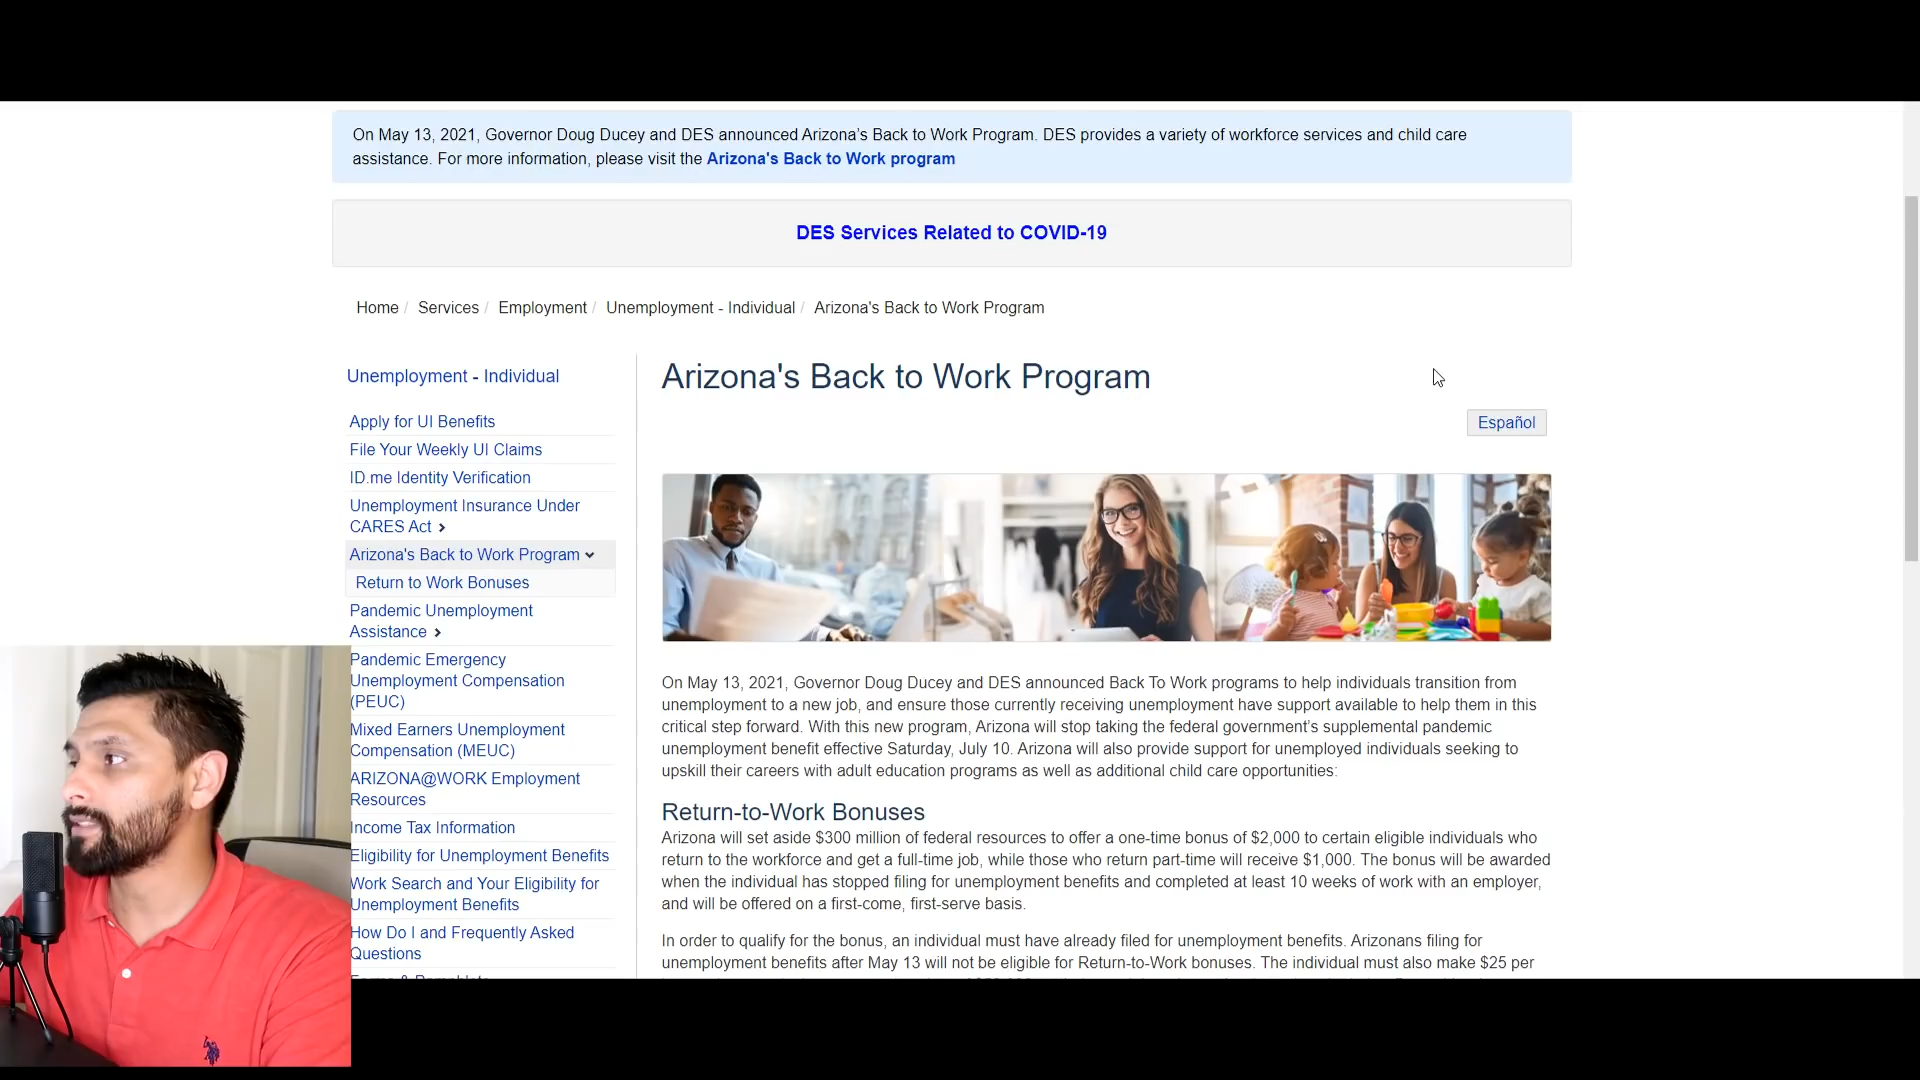 On May 13, 2021, Governor Doug Ducey and DES announced Arizona's Back to Work Program. DES provides a variety of workforce services and child care
assistance. For more information, please visit the Arizona's Back to Work program
DES Services Related to COVID-19
Home / Services / Employment / Unemployment - Individual / Arizona's Back to Work Program
Unemployment - Individual
Apply for UI Benefits
File Your Weekly UI Claims
ID.me Identity Verification
Unemployment Insurance Under
CARES Act
Arizona's Back to Work Program
Return to Work Bonuses
Pandemic Unemployment
Assistance
Pandemic Emergency
Unemployment Compensation
(PEUC)
Mixed Earners Unemployment
Compensation (MEUC)
ARIZONA@WORK Employment
Resources
Income Tax Information
Eligibility for Unemployment Benefits
Work Search and Your Eligibility for
Unemployment Benefits
How Do I and Frequently Asked
Questions
Arizona's Back to Work Program
Español
On May 13, 2021, Governor Doug Ducey and DES announced Back To Work programs to help individuals transition from
unemployment to a new job, and ensure those currently receiving unemployment have support available to help them in this
critical step forward. With this new program, Arizona will stop taking the federal government's supplemental pandemic
unemployment benefit effective Saturday, July 10. Arizona will also provide support for unemployed individuals seeking to
upskill their careers with adult education programs as well as additional child care opportunities:
Return-to-Work Bonuses
Arizona will set aside $300 million of federal resources to offer a one-time bonus of $2,000 to certain eligible individuals who
return to the workforce and get a full-time job, while those who return part-time will receive $1,000. The bonus will be awarded
when the individual has stopped filing for unemployment benefits and completed at least 10 weeks of work with an employer,
and will be offered on a first-come, first-serve basis.
In order to qualify for the bonus, an individual must have already filed for unemployment benefits. Arizonans filing for
unemployment benefits after May 13 will not be eligible for Return-to-Work bonuses. The individual must also make $25 per